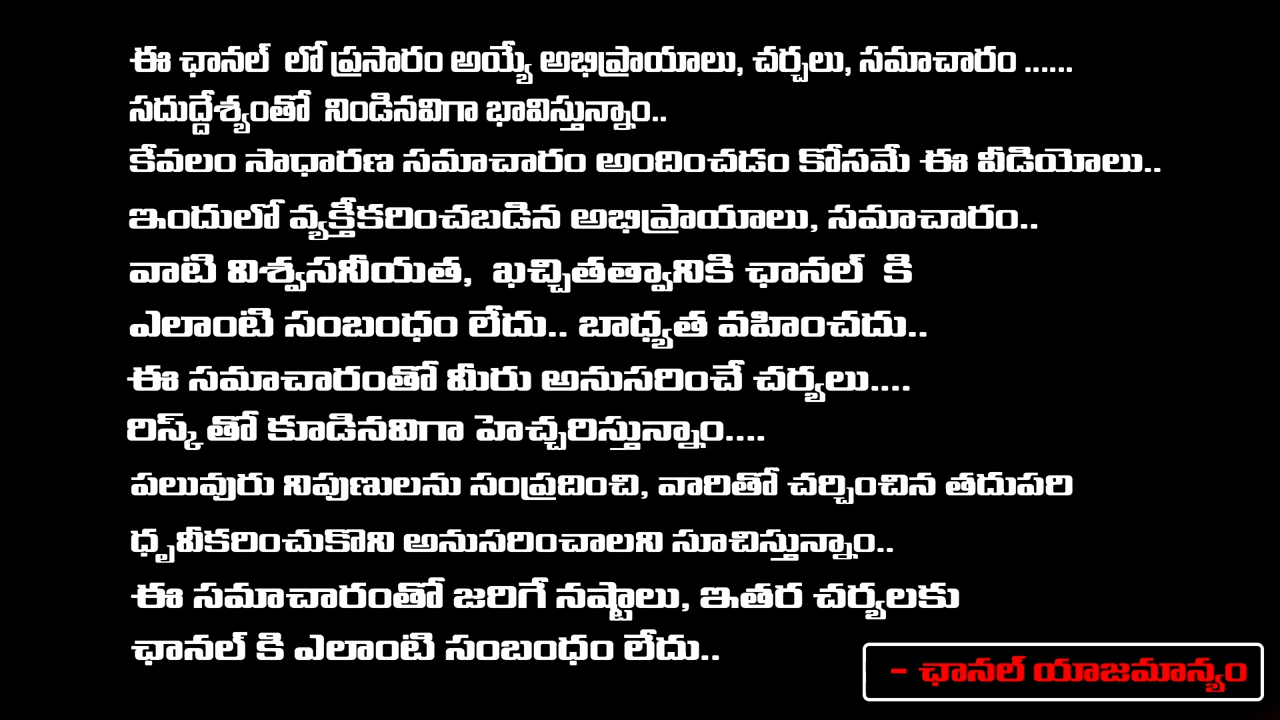 ఈ ఛానల్ లో ప్రసారం అయ్యే అభిప్రాయాలు, చర్చలు, సమాచారం ......
సదుద్దేశ్యంతో నిండినవిగా భావిస్తున్నాం..
కేవలం సాధారణ సమాచారం అందించడం కోసమే ఈ వీడియోలు..
ఇందులో వ్యక్తీకరించబడిన అభిప్రాయాలు, సమాచారం..
వాటి విశ్వసనీయత, ఖచ్చితత్వానికి ఛానల్ కి
ఎలాంటి సంబంధం లేదు.. బాధ్యత వహించదు..
ఈ సమాచారంతో మీరు అనుసరించే చర్యలు....
రిస్క్ తో కూడినవిగా హెచ్చరిస్తున్నాం....
పలువురు నిపుణులను సంప్రదించి, వారితో చర్చించిన తదుపరి
ధృవీకరించుకొని అనుసరించాలని సూచిస్తున్నాం..
ఈ సమాచారంతో జరిగే నష్టాలు, ఇతర చర్యలకు
ఛానల్ కి ఎలాంటి సంబంధం లేదు..
- ఛానల్ యాజమాన్యం